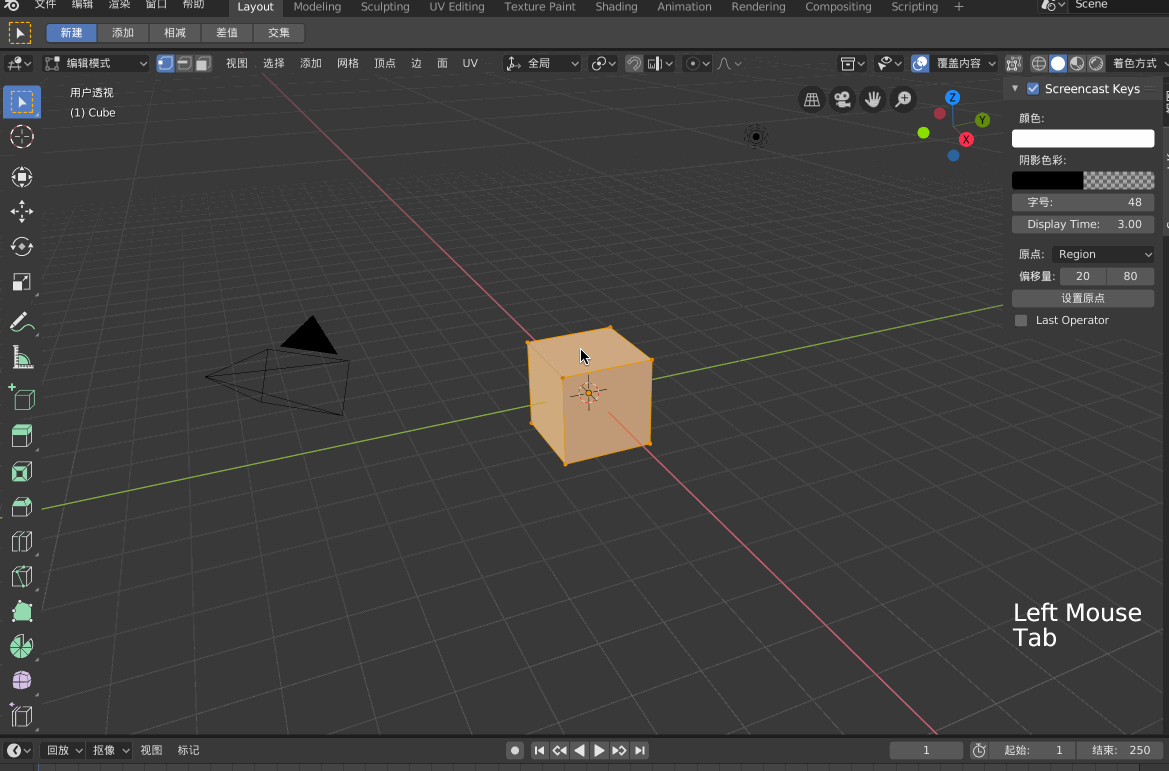 文件 编辑 渲染 窗口 帮助 Layout Modeling Sculpting UV Editing Texture Paint Shading Animation Rendering Compositing Scripting + Scene
新建 添加 相减 差值 交集
编辑模式 视图 选择 添加 网格 顶点 边 面 UV 全局 覆盖内容 着色方式
用户透视
(1) Cube
Z
Y
X
Screencast Keys
颜色:
阴影色彩:
字号: 48
Display Time: 3.00
原点: Region
偏移量: 20 80
设置原点
Last Operator
Left Mouse
Tab
回放 抠像 视图 标记 1 起始: 1 结束: 250